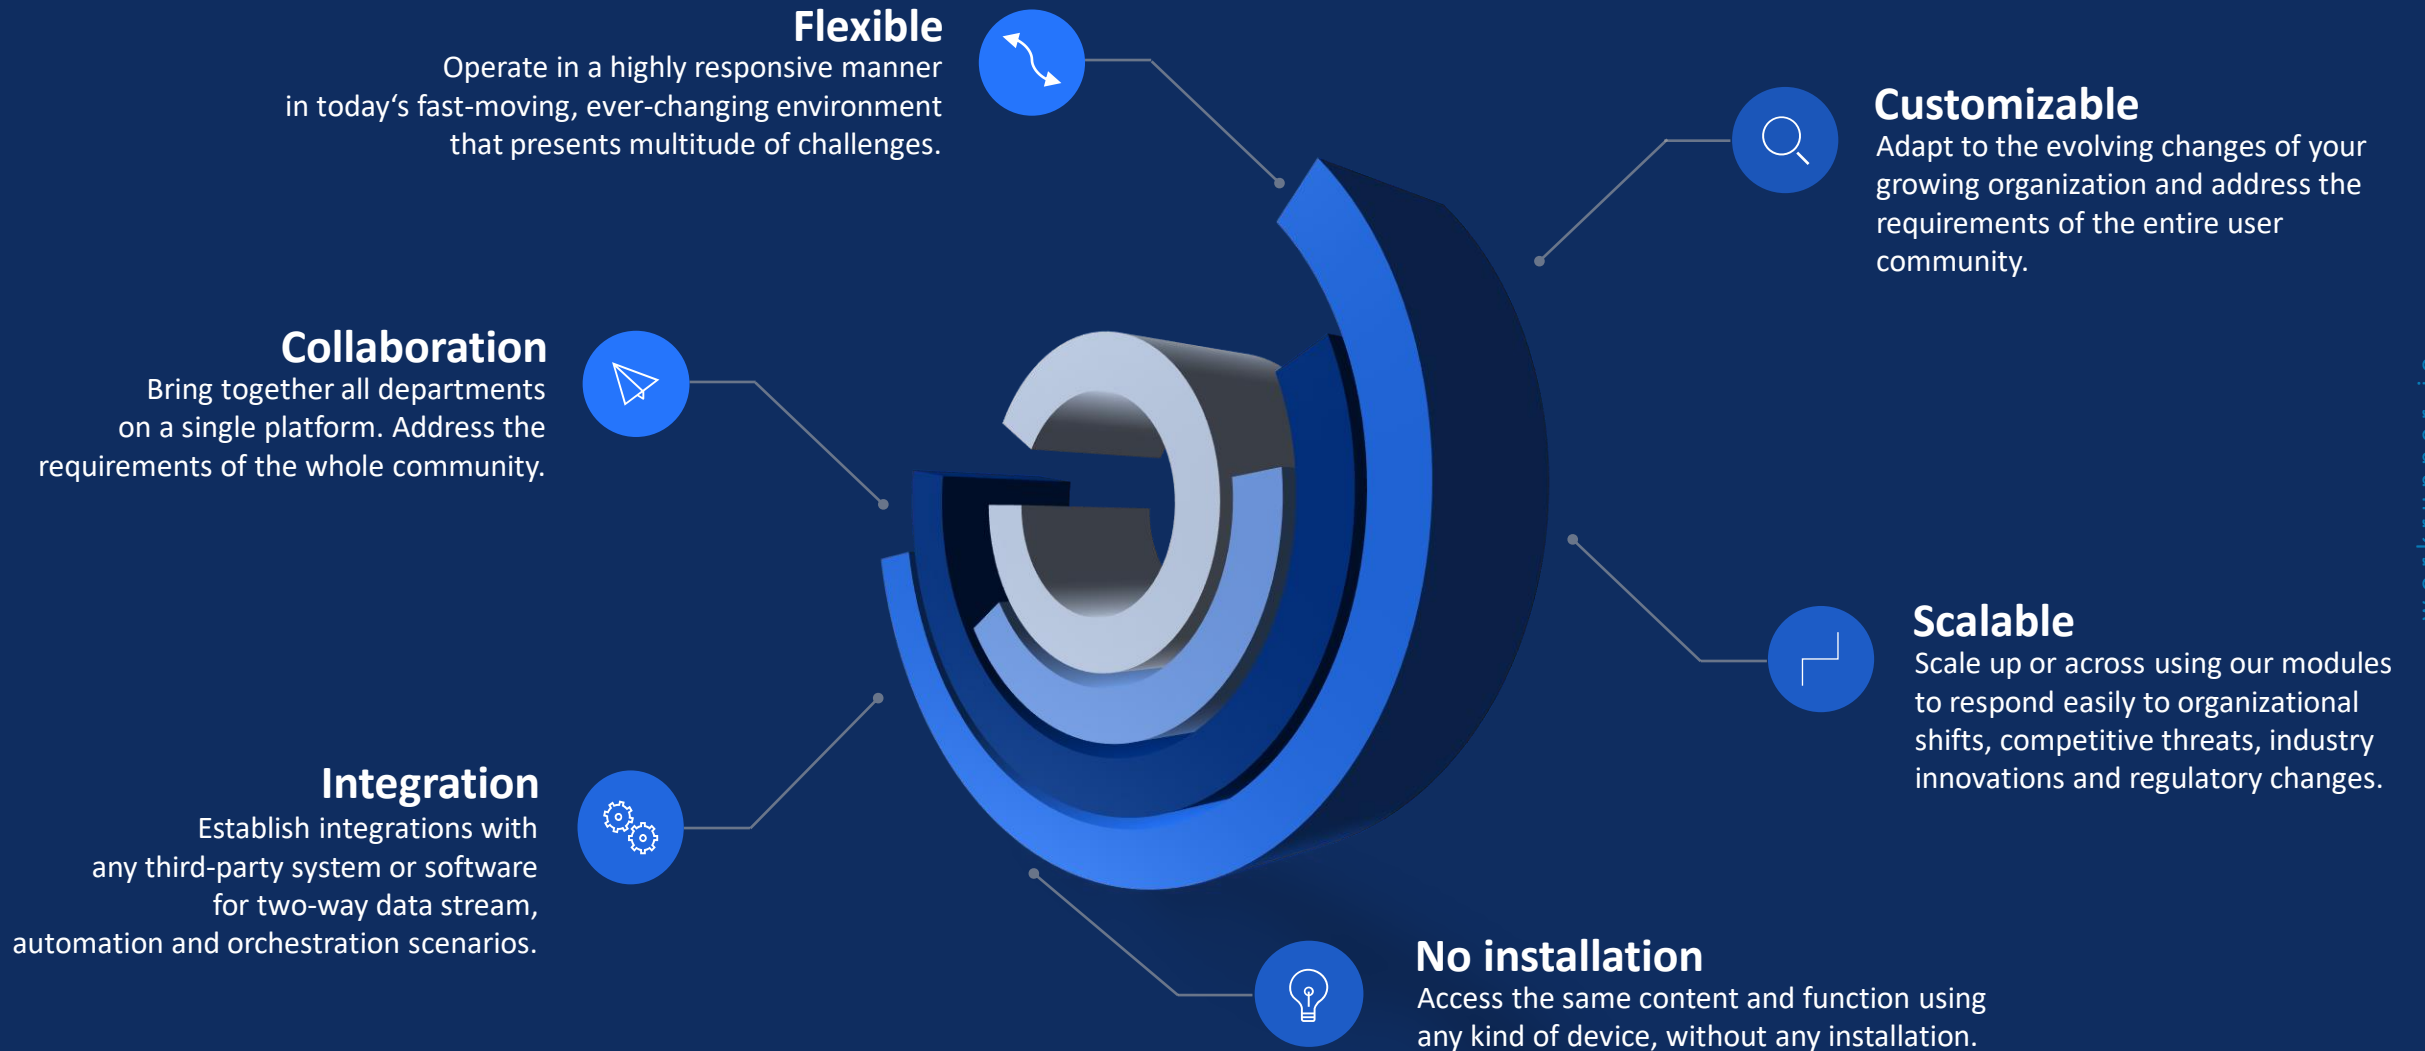 Flexible
Operate in a highly responsive manner
in today‘s fast-moving, ever-changing environment
that presents multitude of challenges.
Customizable
Adapt to the evolving changes of your
growing organization and address the
requirements of the entire user
community.
Collaboration
Bring together all departments
on a single platform. Address the
requirements of the whole community.
Scalable
Scale up or across using our modules
to respond easily to organizational
shifts, competitive threats, industry
innovations and regulatory changes.
Integration
Establish integrations with
any third-party system or software
for two-way data stream,
automation and orchestration scenarios.
No installation
Access the same content and function using
any kind of device, without any installation.